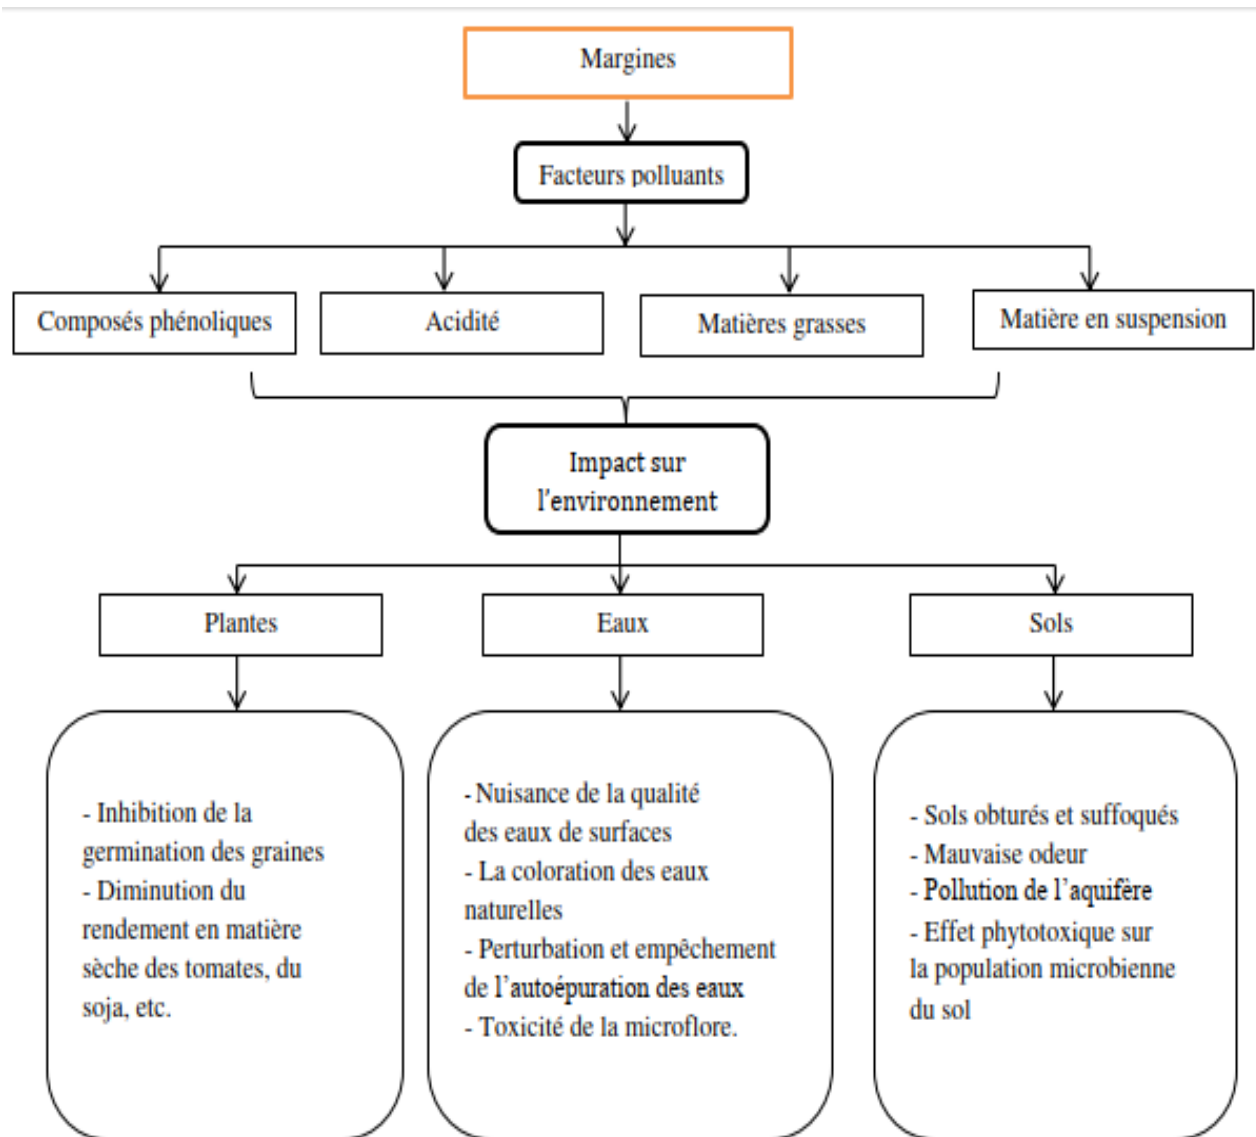 Margines
Facteurs polluants
Composés phénoliques
Acidité
Matières grasses
Matière en suspension
Impact sur
l'environnement
Plantes
Eaux
Sols
- Inhibition de la
germination des graines
- Diminution du
rendement en matière
sèche des tomates, du
soja, etc.
- Nuisance de la qualité
des eaux de surfaces
- La coloration des eaux
naturelles
- Perturbation et empêchement
de l'autoépuration des eaux
- Toxicité de la microflore.
- Sols obturés et suffoqués
- Mauvaise odeur
- Pollution de l'aquifère
- Effet phytotoxique sur
la population microbienne
du sol